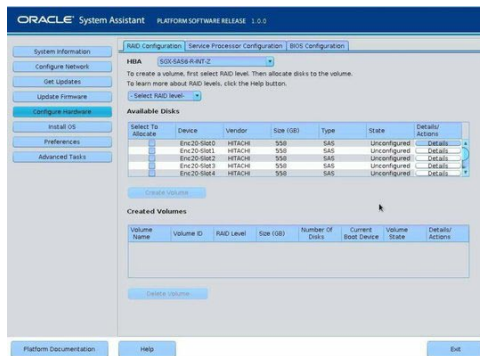 ORACLE® System Assistant PLATFORM SOFTWARE RELEASE 1.0.0
System Information
Configure Network
Get Updates
Update Firmware
Configure Hardware
Install OS
Preferences
Advanced Tasks
RAID Configuration Service Processor Configuration BIOS Configuration
HBA SGX-SAS6-R-INT-Z
To create a volume, first select RAID level. Then allocate disks to the volume.
To learn more about RAID levels, click the Help button.
- Select RAID level-
Available Disks
Select To Allocate Device Vendor Size (GB) Type State Details/ Actions
Enc20-Slot0 HITACHI 558 SAS Unconfigured Details
Enc20-Slot1 HITACHI 558 SAS Unconfigured Details
Enc20-Slot2 HITACHI 558 SAS Unconfigured Details
Enc20-Slot3 HITACHI 558 SAS Unconfigured Details
Enc20-Slot4 HITACHI 558 SAS Unconfigured Details
Create Volume
Created Volumes
Volume Name Volume ID RAID Level Size (GB) Number Of Disks Current Boot Device Volume State Details/ Actions
Delete Volume
Platform Documentation Help Exit